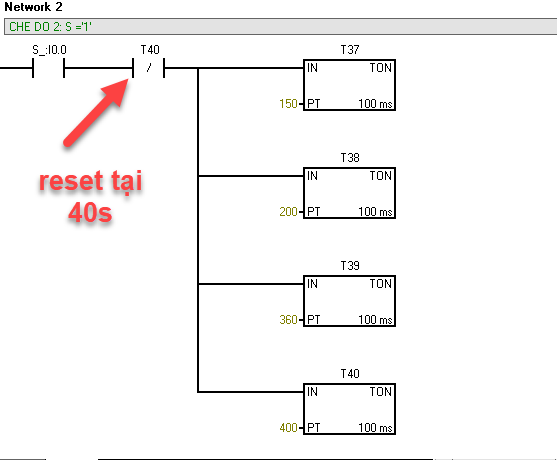 Network 2
CHE DO 2: S ='1'
S_:I0.0 T40 T37
/ IN TON
150 PT 100 ms
reset tại
40s
T38
IN TON
200 PT 100 ms
T39
IN TON
360 PT 100 ms
T40
IN TON
400 PT 100 ms